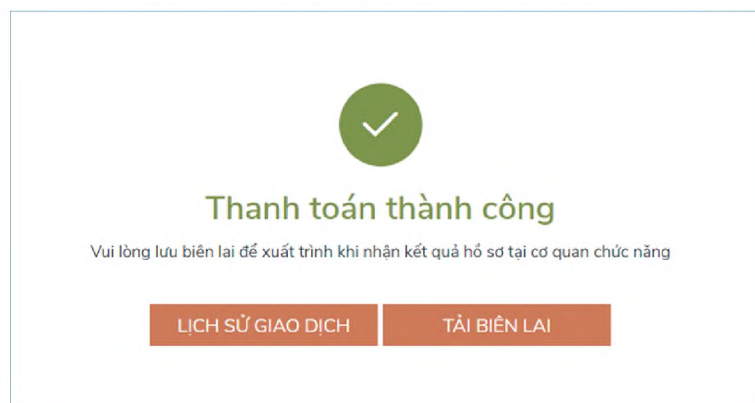 Thanh toán thành công
Vui lòng lưu biên lai để xuất trình khi nhận kết quả hồ sơ tại cơ quan chức năng
LỊCH SỬ GIAO DỊCH
TẢI BIÊN LAI